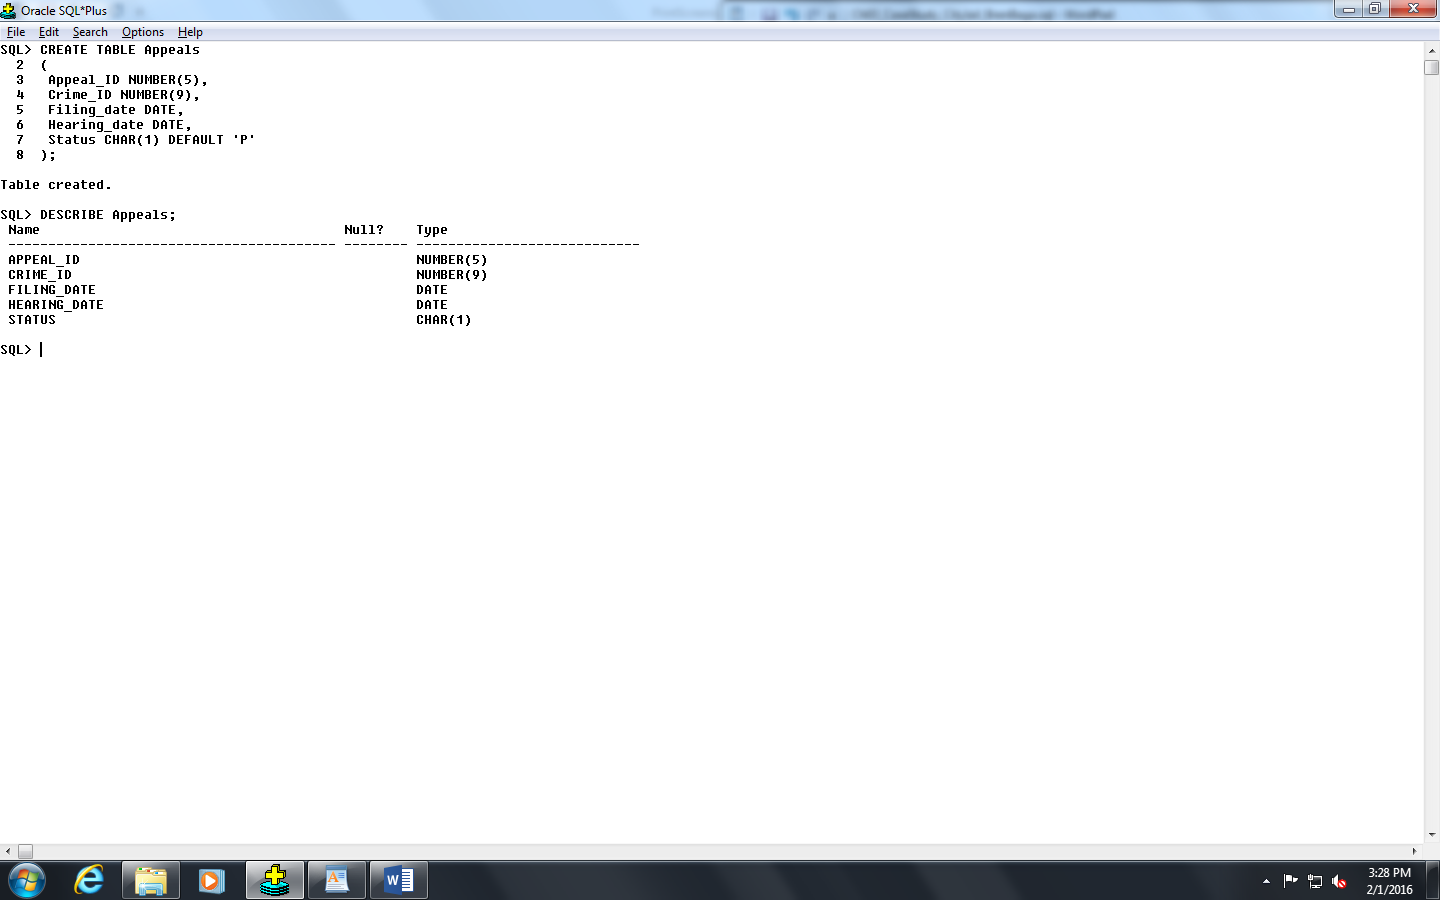 Oracle SQL*Plus
File Edit Search Options Help
SQL> CREATE TABLE Appeals
  2  (
  3   Appeal_ID NUMBER(5),
  4   Crime_ID NUMBER(9),
  5   Filing_date DATE,
  6   Hearing_date DATE,
  7   Status CHAR(1) DEFAULT 'P'
  8  );
Table created.
SQL> DESCRIBE Appeals;
 Name                                      Null?    Type
 ----------------------------------------- -------- ----------------------------
 APPEAL_ID                                          NUMBER(5)
 CRIME_ID                                           NUMBER(9)
 FILING_DATE                                        DATE
 HEARING_DATE                                       DATE
 STATUS                                             CHAR(1)
SQL>
3:28 PM
2/1/2016